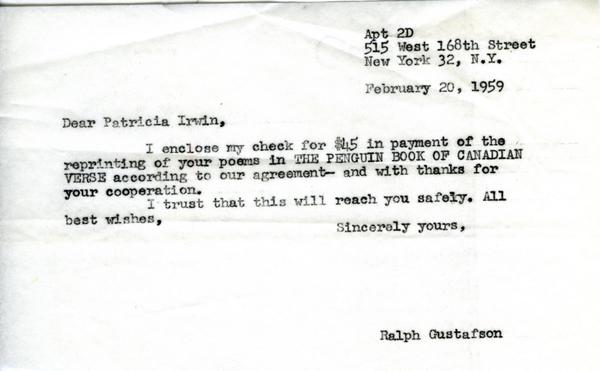 Apt 2D
515 West 168th Street
New York 32, N.Y.
February 20, 1959
Dear Patricia Irwin,
I enclose my check for $45 in payment of the
reprinting of your poems in THE PENGUIN BOOK OF CANADIAN
VERSE according to our agreement— and with thanks for
your cooperation.
I trust that this will reach you safely. All
best wishes,
Sincerely yours,
Ralph Gustafson